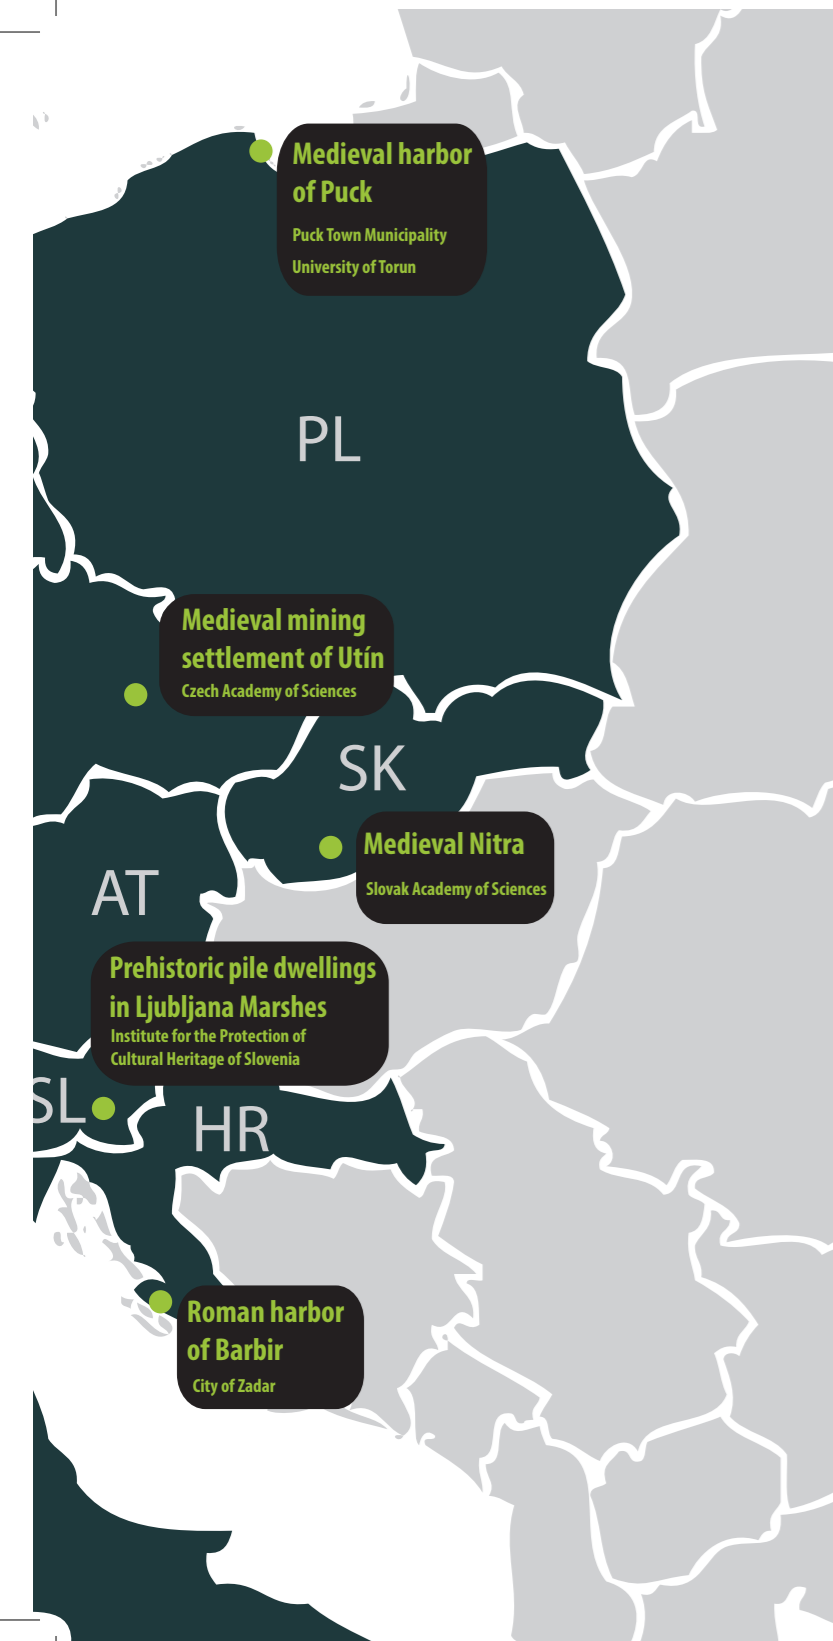 Medieval harbor
of Puck
Puck Town Municipality
University of Torun
PL
Medieval mining
settlement of Utín
Czech Academy of Sciences
SK
Medieval Nitra
Slovak Academy of Sciences
AT
Prehistoric pile dwellings
in Ljubljana Marshes
Institute for the Protection of
Cultural Heritage of Slovenia
SL
HR
Roman harbor
of Barbir
City of Zadar